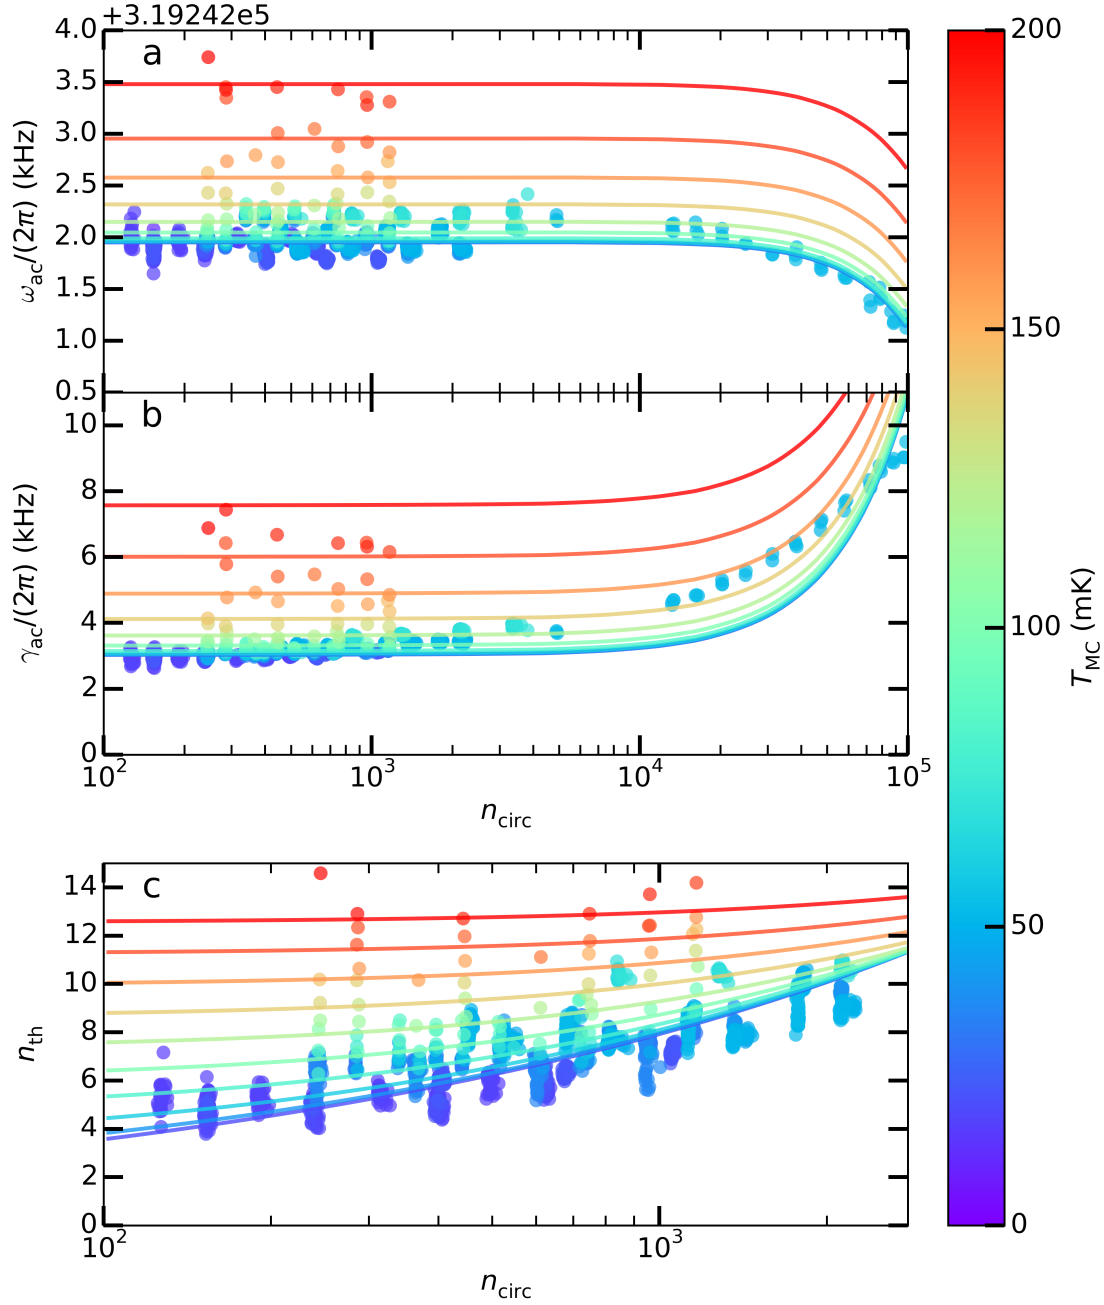 +3.19242e5
4.0
a
3.5
3.0
2.5
2.0
1.5
1.0
0.5
ω_ac/(2π) (kHz)
b
10
8
6
4
2
0
γ_ac/(2π) (kHz)
10^2 10^3 10^4 10^5
n_circ
c
14
12
10
8
6
4
2
0
n_th
10^2 10^3
n_circ
200
150
100
50
0
T_MC (mK)